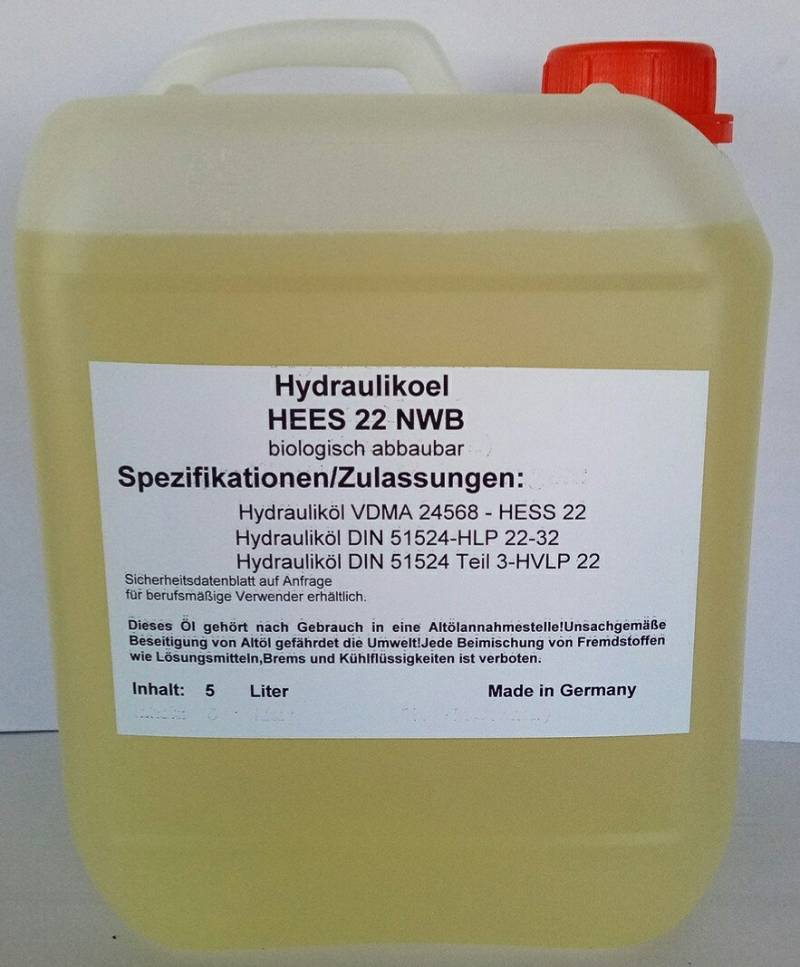 Hydraulikoel
HEES 22 NWB
biologisch abbaubar
Spezifikationen/Zulassungen:
Hydrauliköl VDMA 24568 - HESS 22
Hydrauliköl DIN 51524-HLP 22-32
Hydrauliköl DIN 51524 Teil 3-HVLP 22
Sicherheitsdatenblatt auf Anfrage
für berufsmäßige Verwender erhältlich.
Dieses Öl gehört nach Gebrauch in eine Altölannahmestelle!Unsachgemäße
Beseitigung von Altöl gefährdet die Umwelt!Jede Beimischung von Fremdstoffen
wie Lösungsmitteln,Brems und Kühlflüssigkeiten ist verboten.
Inhalt: 5 Liter Made in Germany